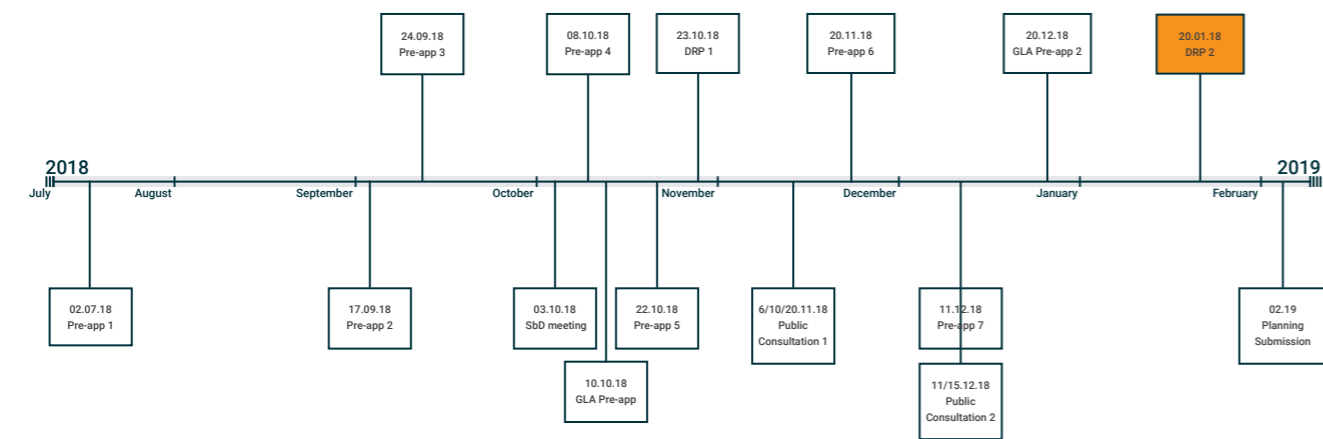 24.09.18
Pre-app 3
08.10.18
Pre-app 4
23.10.18
DRP 1
20.11.18
Pre-app 6
20.12.18
GLA Pre-app 2
20.01.18
DRP 2
2018
2019
July
August
September
October
November
December
January
February
02.07.18
Pre-app 1
17.09.18
Pre-app 2
03.10.18
SbD meeting
22.10.18
Pre-app 5
6/10/20.11.18
Public
Consultation 1
11.12.18
Pre-app 7
02.19
Planning
Submission
10.10.18
GLA Pre-app
11/15.12.18
Public
Consultation 2